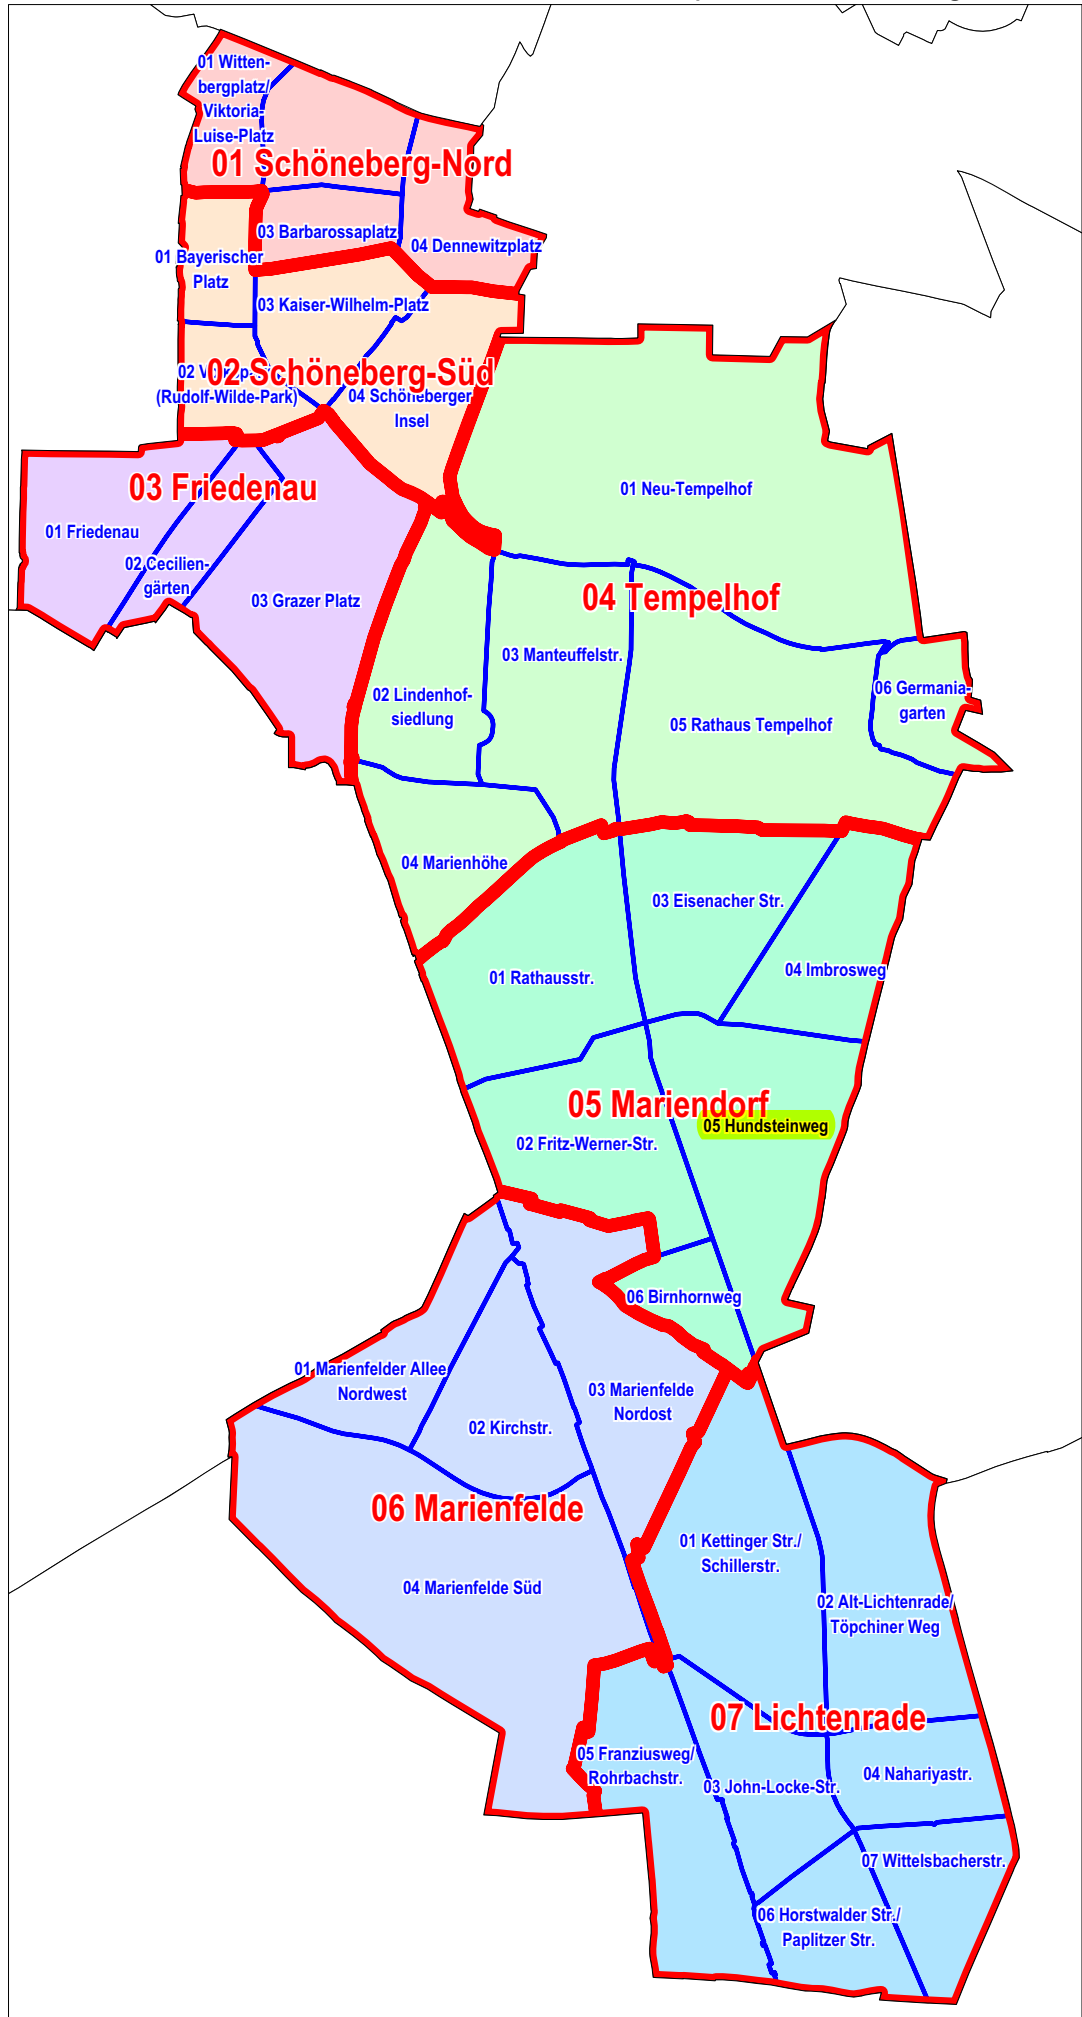 01 Witten-
bergplatz/
Viktoria-
Luise-Platz
01 Schöneberg-Nord
03 Barbarossaplatz
04 Dennewitzplatz
01 Bayerischer
Platz
03 Kaiser-Wilhelm-Platz
02 Schöneberg-Süd
02
(Rudolf-Wilde-Park)
04 Schöneberger
Insel
03 Friedenau
01 Neu-Tempelhof
01 Friedenau
02 Cecilien-
gärten
03 Grazer Platz
04 Tempelhof
03 Manteuffelstr.
02 Lindenhof-
siedlung
06 Germania-
garten
05 Rathaus Tempelhof
04 Marienhöhe
03 Eisenacher Str.
01 Rathausstr.
04 Imbrosweg
05 Mariendorf
05 Hundsteinweg
02 Fritz-Werner-Str.
06 Birnhornweg
01 Marienfelder Allee
Nordwest
03 Marienfelde
Nordost
02 Kirchstr.
06 Marienfelde
01 Kettinger Str./
Schillerstr.
04 Marienfelde Süd
02 Alt-Lichtenrade/
Töpchiner Weg
07 Lichtenrade
05 Franziusweg/
Rohrbachstr.
03 John-Locke-Str.
04 Nahariyastr.
07 Wittelsbacherstr.
06 Horstwalder Str./
Paplitzer Str.